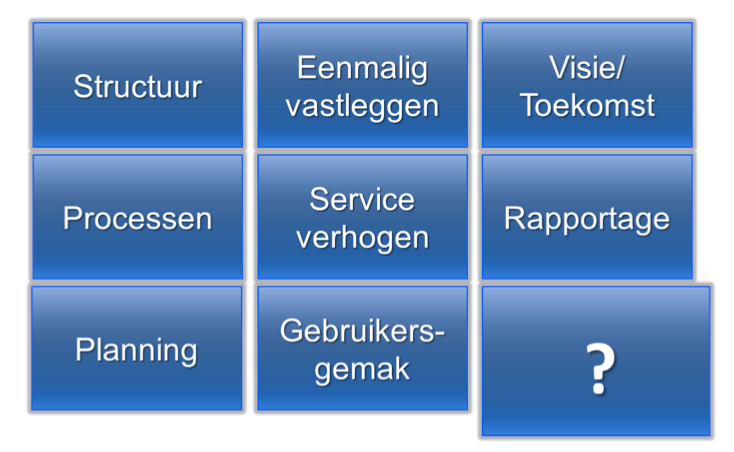 Structuur
Eenmalig
vastleggen
Visie/
Toekomst
Processen
Service
verhogen
Rapportage
Planning
Gebruikers-
gemak
?